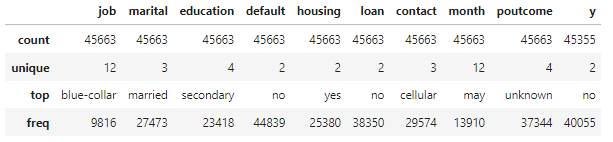 job marital education default housing loan contact month poutcome y
count 45663 45663 45663 45663 45663 45663 45663 45663 45663 45355
unique 12 3 4 2 2 2 3 12 4 2
top blue-collar married secondary no yes no cellular may unknown no
freq 9816 27473 23418 44839 25380 38350 29574 13910 37344 40055